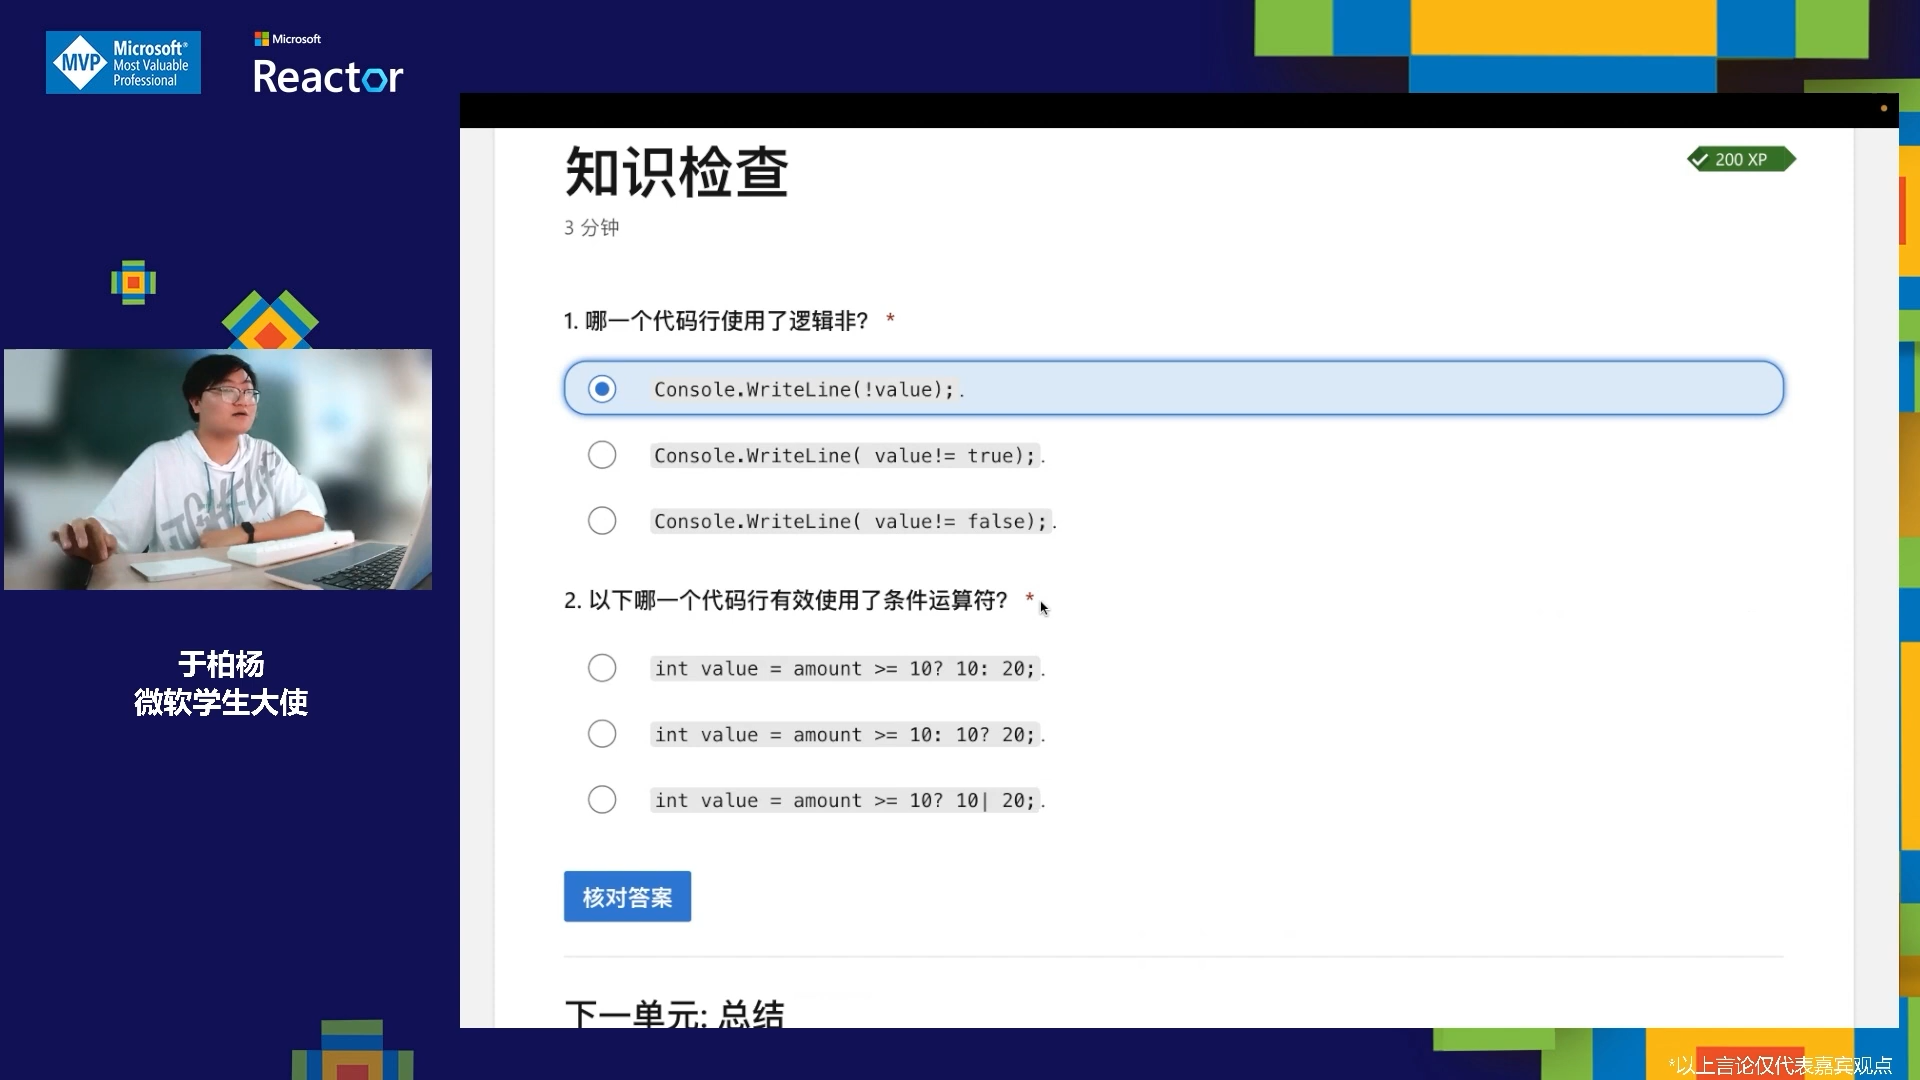 MVP
Microsoft®
Most Valuable
Professional
Microsoft
Reactor
知识检查
200 XP
3 分钟
1. 哪一个代码行使用了逻辑非? *
Console.WriteLine(!value);.
Console.WriteLine( value!= true);.
Console.WriteLine( value!= false);.
2. 以下哪一个代码行有效使用了条件运算符? *
int value = amount >= 10? 10: 20;.
int value = amount >= 10: 10? 20;.
int value = amount >= 10? 10| 20;.
核对答案
下一单元: 总结
于柏杨
微软学生大使
*以上言论仅代表嘉宾观点